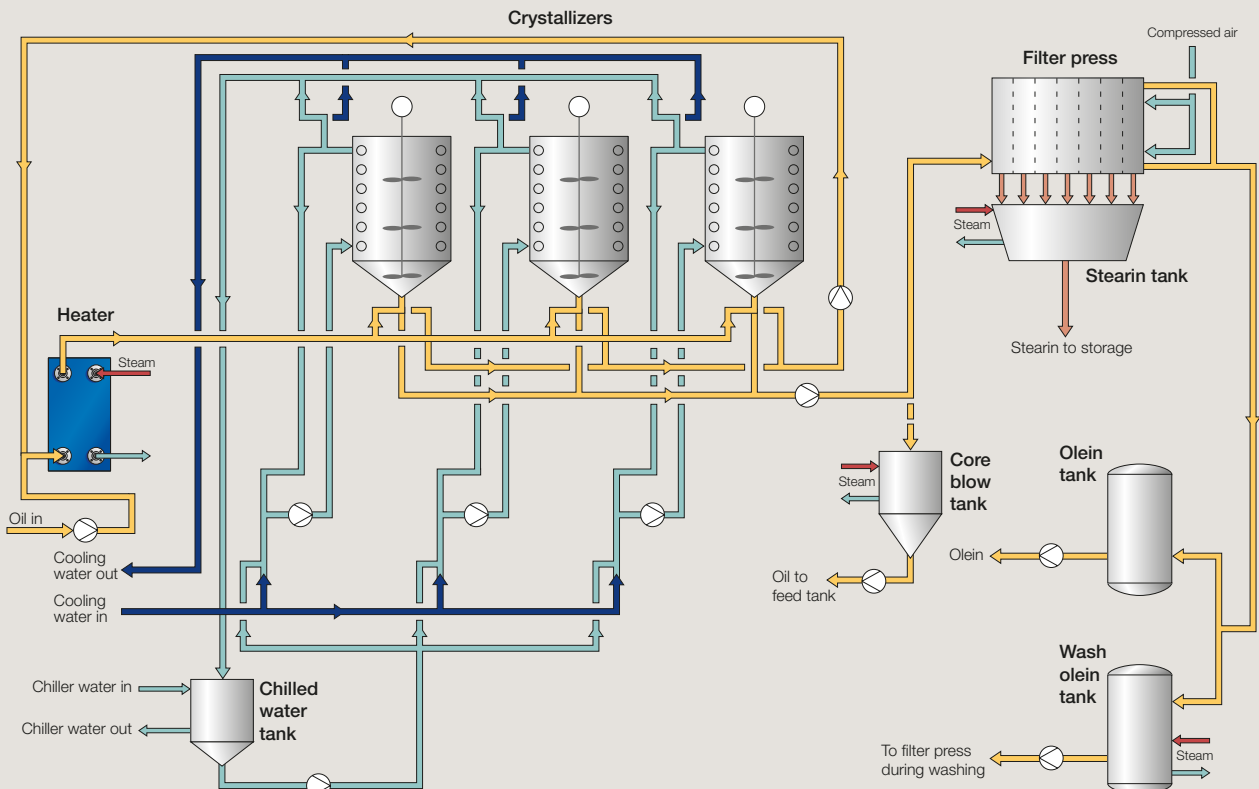 Crystallizers
Compressed air
Filter press
Steam
Stearin tank
Stearin to storage
Heater
Steam
Oil in
Cooling
water out
Cooling
water in
Steam
Core
blow
tank
Oil to
feed tank
Olein
tank
Olein
Chiller water in
Chiller water out
Chilled
water
tank
Wash
olein
tank
Steam
To filter press
during washing